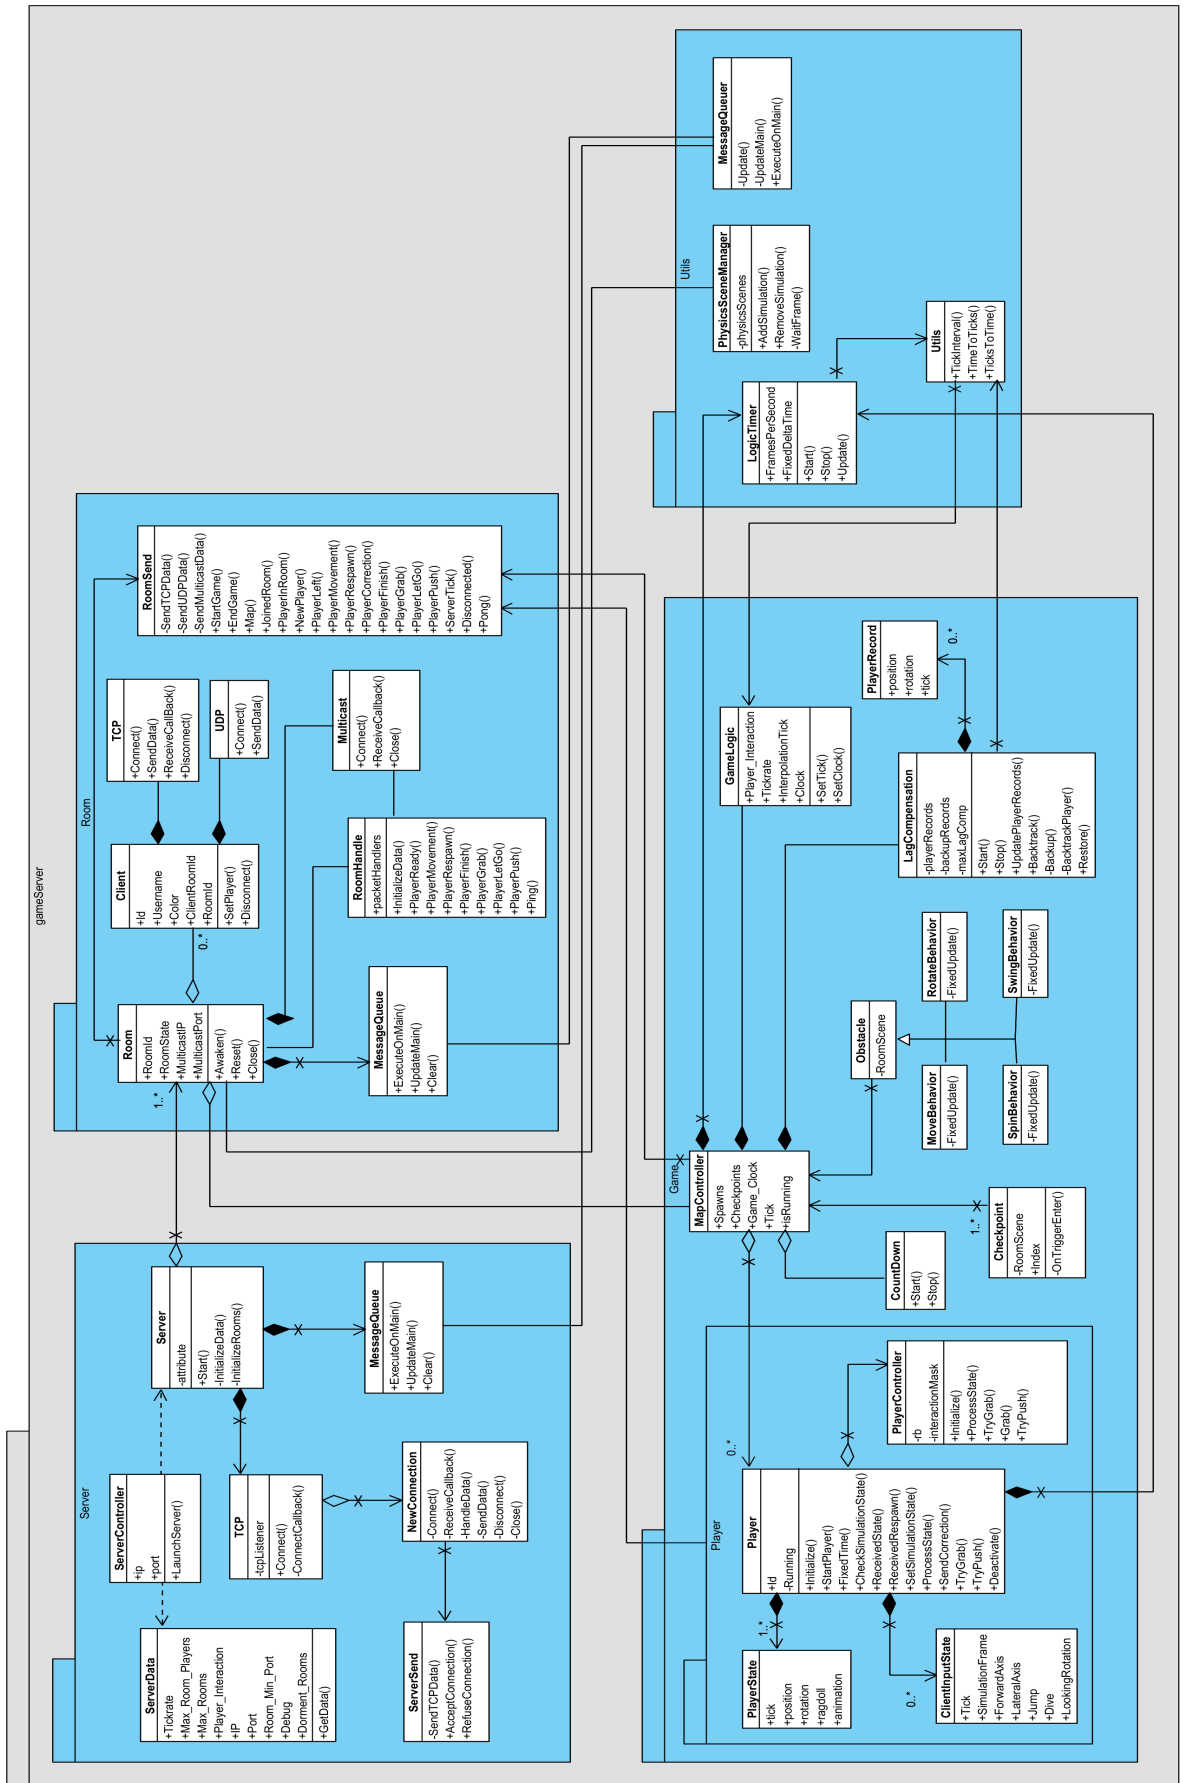 gameServer
Server
ServerData
+Tickrate
+Max_Room_Players
+Max_Rooms
+Player_Interaction
+IP
+Port
+Room_Min_Port
+Debug
+Dorment_Rooms
+GetData()
ServerController
+ip
+port
+LaunchServer()
Server
-attribute
+Start()
-InitializeData()
-InitializeRooms()
TCP
-tcpListener
+Connect()
-ConnectCallback()
MessageQueue
+ExecuteOnMain()
+UpdateMain()
+Clear()
ServerSend
-SendTCPData()
+AcceptConnection()
+RefuseConnection()
NewConnection
-Connect()
-ReceiveCallback()
-HandleData()
-SendData()
-Disconnect()
-Close()
Room
1..*
Room
+RoomId
+RoomState
+MulticastIP
+MulticastPort
+Awaken()
+Reset()
+Close()
0..*
Client
+Id
+Username
+Color
+ClientRoomId
+RoomId
+SetPlayer()
+Disconnect()
TCP
+Connect()
+SendData()
+ReceiveCallBack()
+Disconnect()
UDP
+Connect()
+SendData()
RoomSend
-SendTCPData()
-SendUDPData()
-SendMulticastData()
+StartGame()
+EndGame()
+Map()
+JoinedRoom()
+PlayerInRoom()
+NewPlayer()
+PlayerLeft()
+PlayerMovement()
+PlayerRespawn()
+PlayerCorrection()
+PlayerFinish()
+PlayerGrab()
+PlayerLetGo()
+PlayerPush()
+ServerTick()
+Disconnected()
+Pong()
MessageQueue
+ExecuteOnMain()
+UpdateMain()
+Clear()
RoomHandle
+packetHandlers
+InitializeData()
+PlayerReady()
+PlayerMovement()
+PlayerRespawn()
+PlayerFinish()
+PlayerGrab()
+PlayerLetGo()
+PlayerPush()
+Ping()
Multicast
+Connect()
+ReceiveCallback()
+Close()
Game
Player
PlayerState
+tick
+position
+rotation
+ragdoll
+animation
1..*
Player
+Id
-Running
+Initialize()
+StartPlayer()
+FixedTime()
+CheckSimulationState()
+ReceivedState()
+ReceivedRespawn()
+SetSimulationState()
+ProcessState()
+SendCorrection()
+TryGrab()
+TryPush()
+Deactivate()
0..*
PlayerController
-rb
-interactionMask
+Initialize()
+ProcessState()
+TryGrab()
+Grab()
+TryPush()
ClientInputState
+Tick
+SimulationFrame
+ForwardAxis
+LateralAxis
+Jump
+Dive
+LookingRotation
0..*
MapController
+Spawns
+Checkpoints
+Game_Clock
+Tick
+isRunning
CountDown
+Start()
+Stop()
Checkpoint
-RoomScene
+Index
-OnTriggerEnter()
1..*
Obstacle
-RoomScene
MoveBehavior
-FixedUpdate()
RotateBehavior
-FixedUpdate()
SpinBehavior
-FixedUpdate()
SwingBehavior
-FixedUpdate()
GameLogic
+Player_Interaction
+Tickrate
+InterpolationTick
+Clock
+SetTick()
+SetClock()
LagCompensation
-playerRecords
-backupRecords
-maxLagComp
+Start()
+Stop()
+UpdatePlayerRecords()
+Backtrack()
-Backup()
-BacktrackPlayer()
+Restore()
PlayerRecord
+position
+rotation
+tick
0..*
Utils
LogicTimer
+FramesPerSecond
+FixedDeltaTime
+Start()
+Stop()
+Update()
PhysicsSceneManager
-physicsScenes
+AddSimulation()
+RemoveSimulation()
-WaitFrame()
MessageQueuer
-Update()
-UpdateMain()
+ExecuteOnMain()
Utils
+TickInterval()
+TimeToTicks()
+TicksToTime()